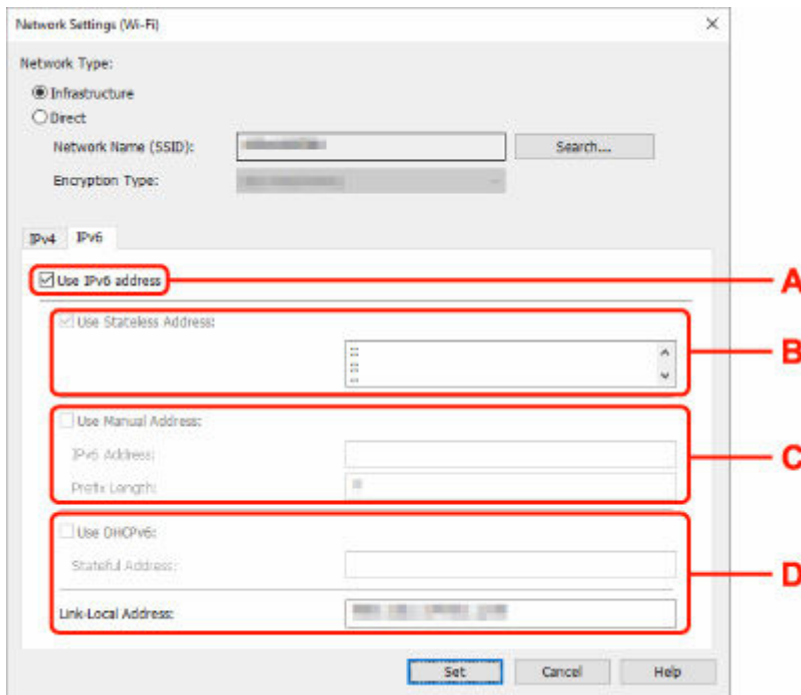 Network Settings (Wi-Fi)
Network Type:
Infrastructure
Direct
Network Name (SSID):
Search...
Encryption Type:
IPv4 IPv6
Use IPv6 address
A
Use Stateless Address:
::
::
::
B
Use Manual Address:
IPv6 Address:
C
Prefix Length:
Use DHCPv6:
Stateful Address:
D
Link-Local Address:
Set Cancel Help